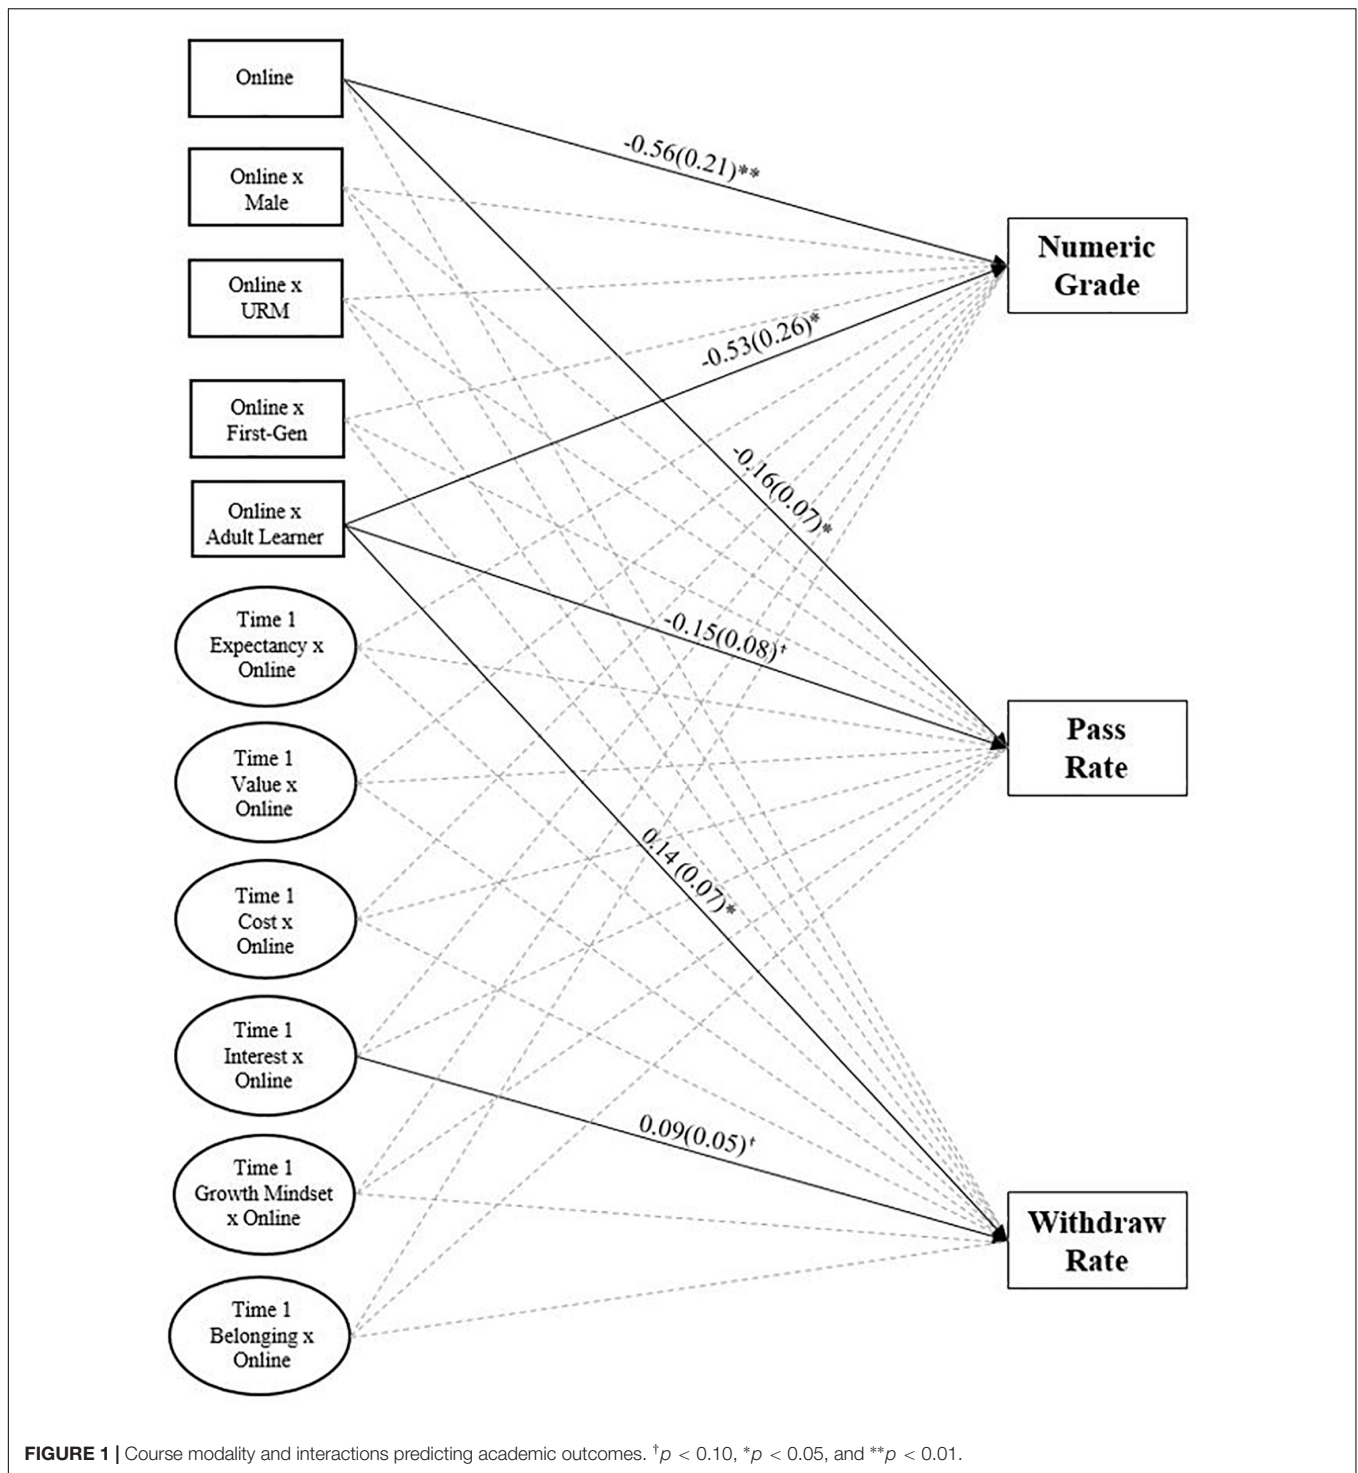 Online
Online x
Male
Online x
URM
Online x
First-Gen
Online x
Adult Learner
Time 1
Expectancy x
Online
Time 1
Value x
Online
Time 1
Cost x
Online
Time 1
Interest x
Online
Time 1
Growth Mindset
x Online
Time 1
Belonging x
Online
-0.56(0.21)**
-0.53(0.26)*
-0.16(0.07)*
-0.15(0.08)†
0.14 (0.07)*
0.09(0.05)†
Numeric
Grade
Pass
Rate
Withdraw
Rate
FIGURE 1 | Course modality and interactions predicting academic outcomes. †p < 0.10, *p < 0.05, and **p < 0.01.